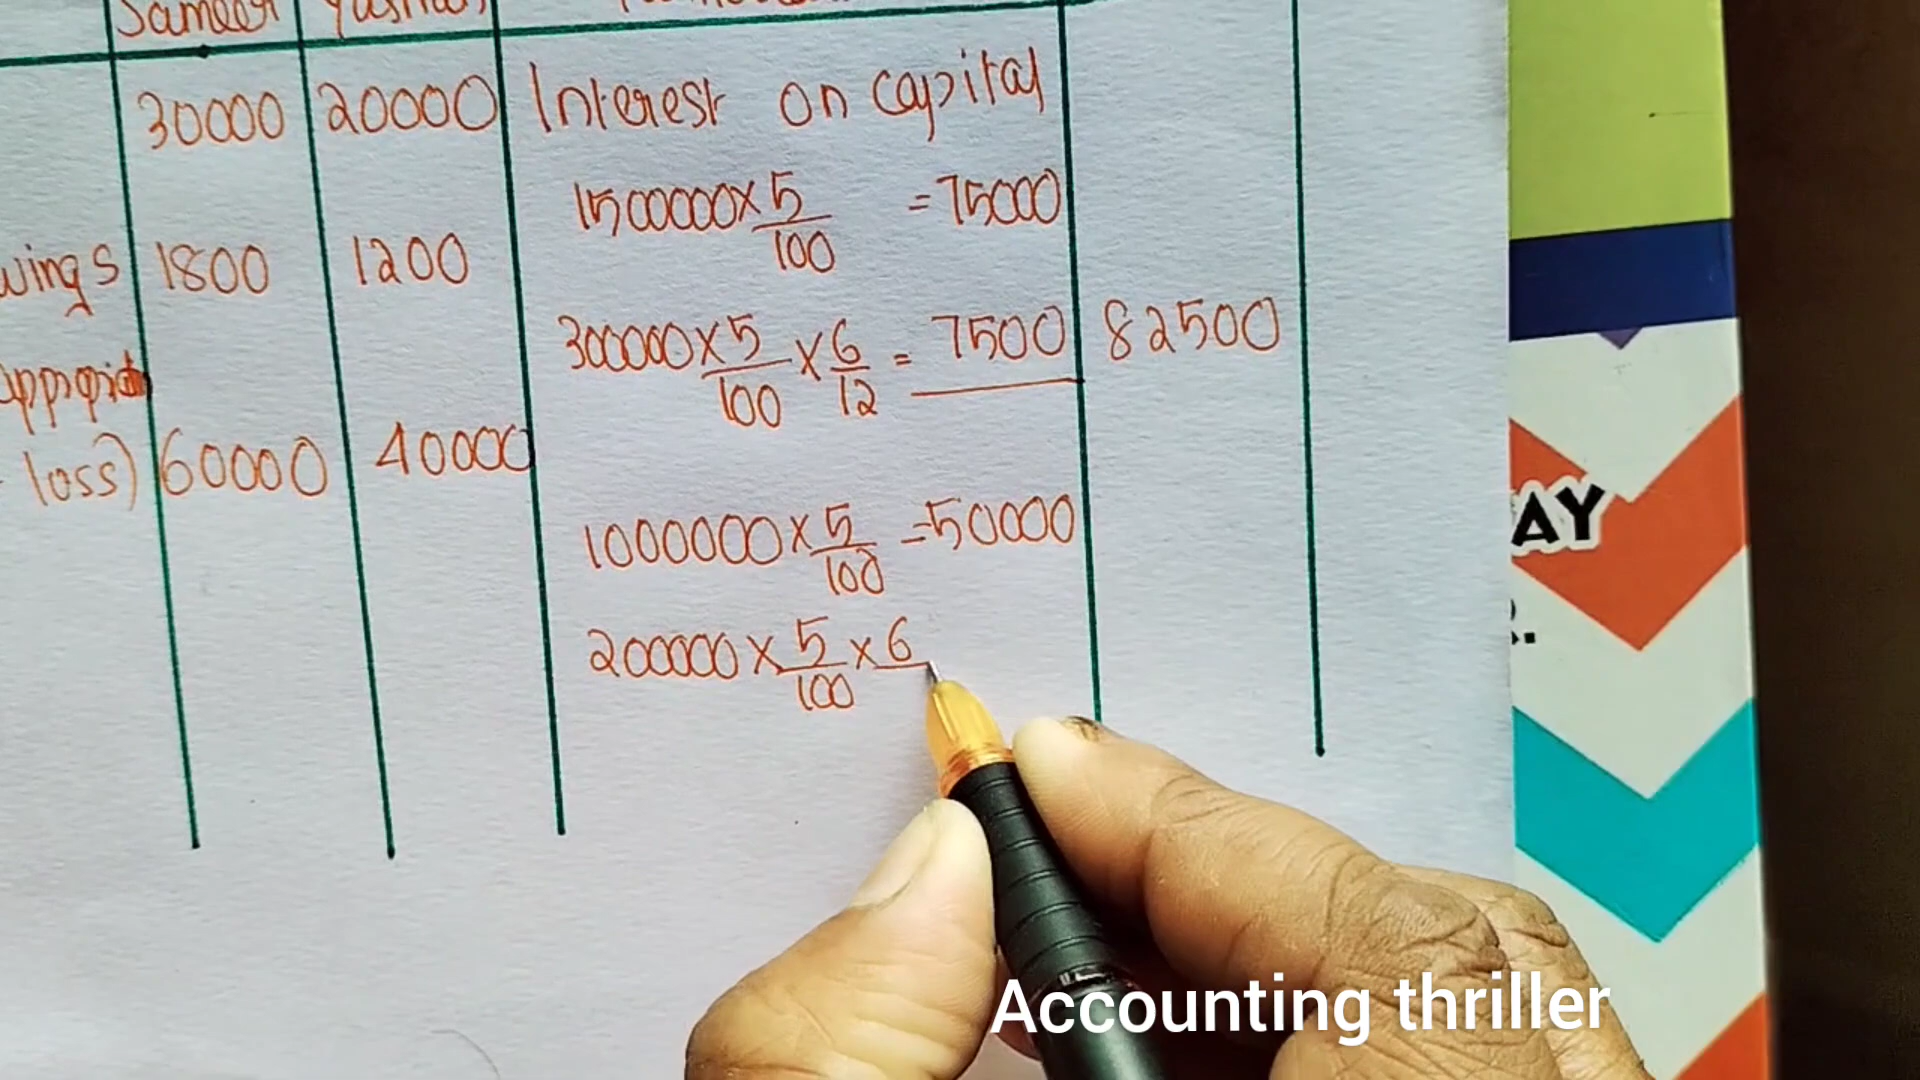 Sameer
30000 20000 Interest on capital
1500000 × 5/100 = 75000
1800 1200
300000 × 5/100 × 6/12 = 7500 82500
loss) 60000 40000
1000000 × 5/100 = 50000
200000 × 5/100 × 6
AY
Accounting thriller